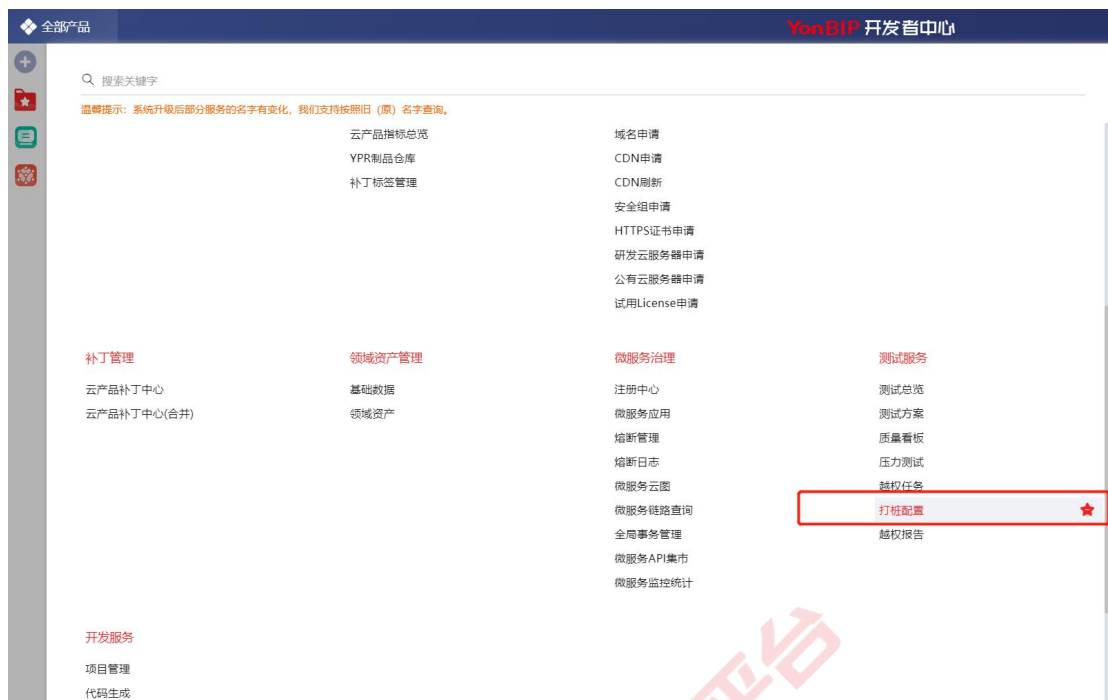 全部产品
YonBIP 开发者中心
搜索关键字
温馨提示：系统升级后部分服务的名字有变化，我们支持按照旧（原）名字查询。
云产品指标总览
YPR制品仓库
补丁标签管理
域名申请
CDN申请
CDN刷新
安全组申请
HTTPS证书申请
研发云服务器申请
公有云服务器申请
试用License申请
补丁管理
云产品补丁中心
云产品补丁中心(合并)
领域资产管理
基础数据
领域资产
微服务治理
注册中心
微服务应用
熔断管理
熔断日志
微服务云图
微服务链路查询
全局事务管理
微服务API集市
微服务监控统计
测试服务
测试总览
测试方案
质量看板
压力测试
越权任务
打桩配置
越权报告
开发服务
项目管理
代码生成
平台